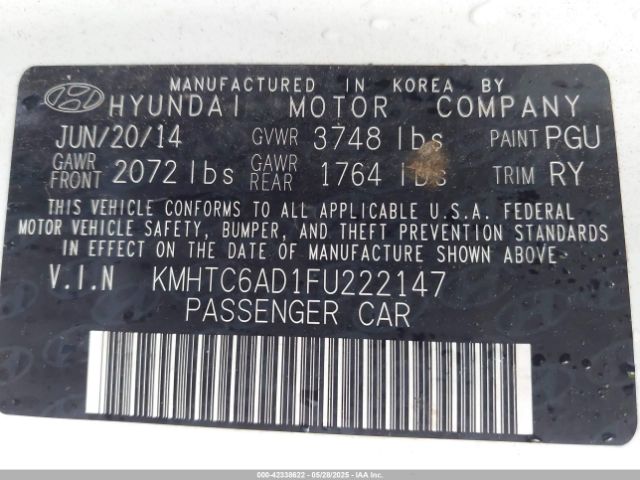 MANUFACTURED IN KOREA BY
HYUNDAI MOTOR COMPANY
JUN/20/14 GVWR 3748 lbs PAINT PGU
GAWR FRONT 2072 lbs GAWR REAR 1764 lbs TRIM RY
THIS VEHICLE CONFORMS TO ALL APPLICABLE U.S.A. FEDERAL
MOTOR VEHICLE SAFETY, BUMPER, AND THEFT PREVENTION STANDARDS
IN EFFECT ON THE DATE OF MANUFACTURE SHOWN ABOVE
V.I.N KMHTC6AD1FU222147
PASSENGER CAR
000-42338622 - 05/28/2025 - IAAI.com